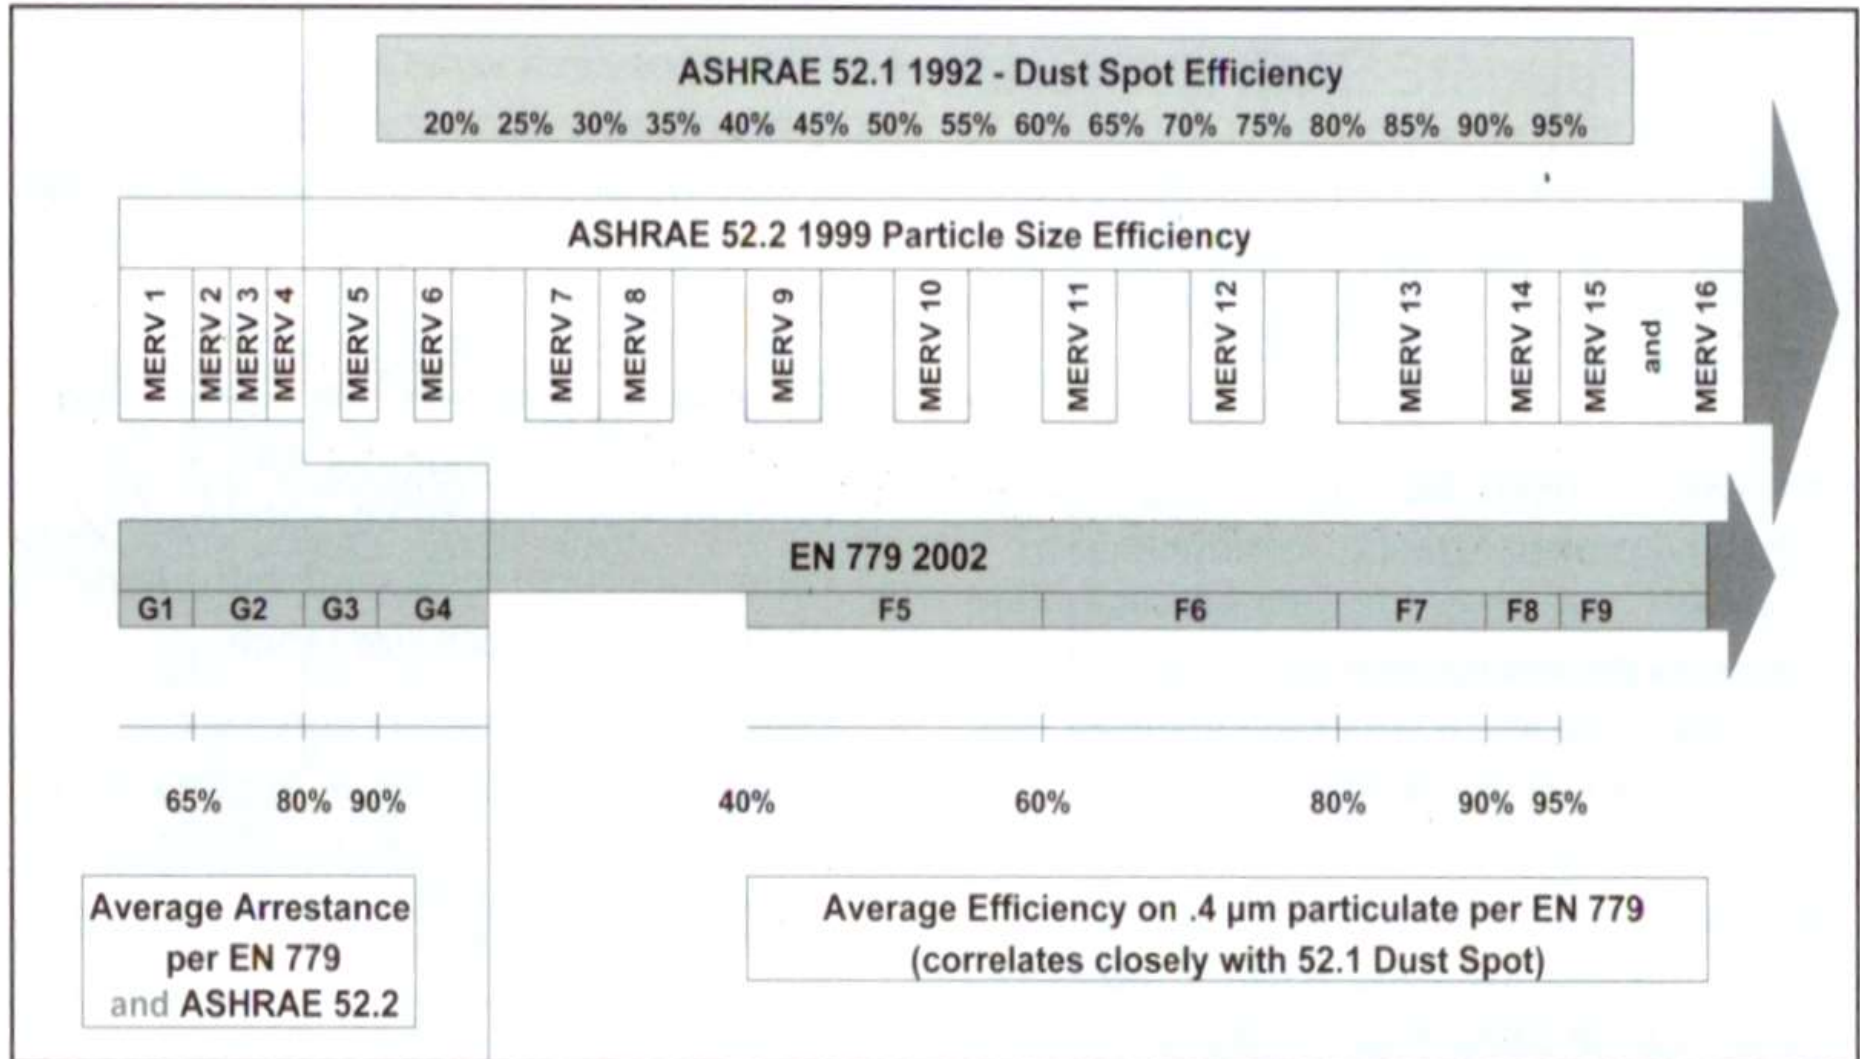 ASHRAE 52.1 1992 - Dust Spot Efficiency
20% 25% 30% 35% 40% 45% 50% 55% 60% 65% 70% 75% 80% 85% 90% 95%
ASHRAE 52.2 1999 Particle Size Efficiency
MERV 1
MERV 2
MERV 3
MERV 4
MERV 5
MERV 6
MERV 7
MERV 8
MERV 9
MERV 10
MERV 11
MERV 12
MERV 13
MERV 14
MERV 15
and
MERV 16
EN 779 2002
G1 G2 G3 G4 F5 F6 F7 F8 F9
65% 80% 90% 40% 60% 80% 90% 95%
Average Arrestance
per EN 779
and ASHRAE 52.2
Average Efficiency on .4 µm particulate per EN 779
(correlates closely with 52.1 Dust Spot)